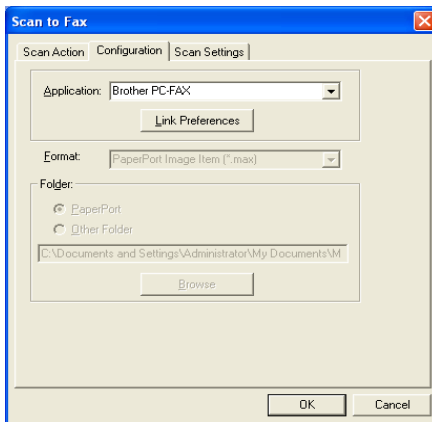 Scan to Fax
Scan Action Configuration Scan Settings
Application: Brother PC-FAX
Link Preferences
Format: PaperPort Image Item (*.max)
Folder:
PaperPort
Other Folder
C:\Documents and Settings\Administrator\My Documents\M
Browse
OK Cancel